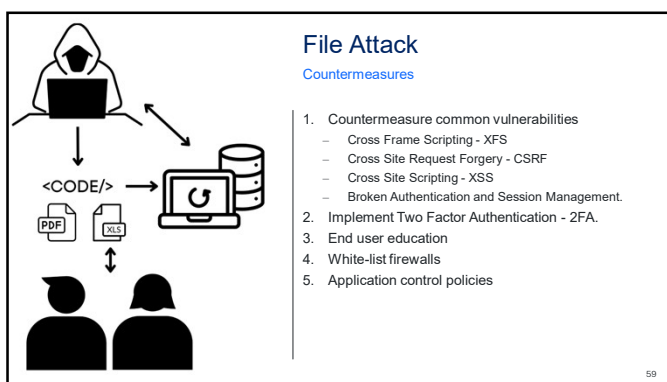 File Attack
Countermeasures
<CODE/>
PDF
XLS
1. Countermeasure common vulnerabilities
– Cross Frame Scripting - XFS
– Cross Site Request Forgery - CSRF
– Cross Site Scripting - XSS
– Broken Authentication and Session Management.
2. Implement Two Factor Authentication - 2FA.
3. End user education
4. White-list firewalls
5. Application control policies
59